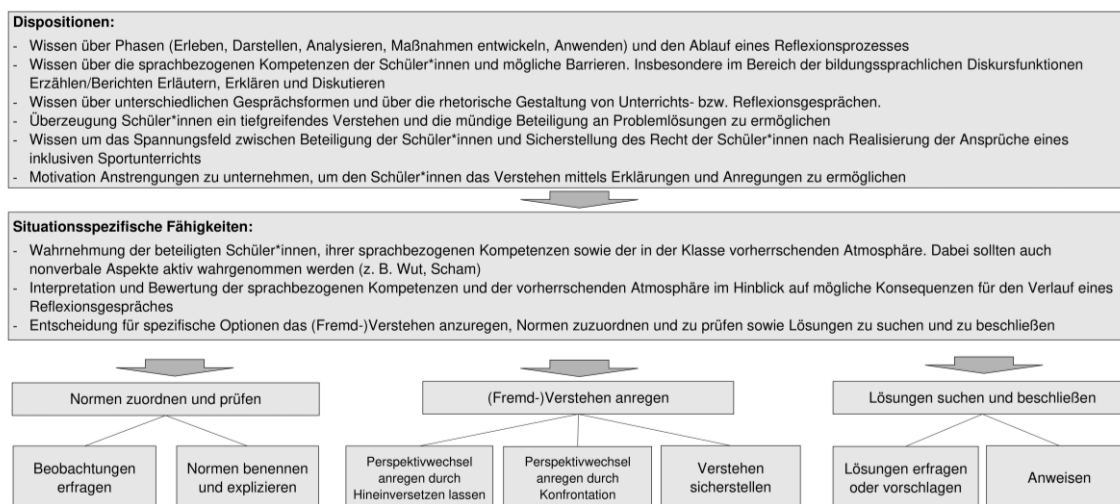 Dispositionen:
- Wissen über Phasen (Erleben, Darstellen, Analysieren, Maßnahmen entwickeln, Anwenden) und den Ablauf eines Reflexionsprozesses
- Wissen über die sprachbezogenen Kompetenzen der Schüler*innen und mögliche Barrieren. Insbesondere im Bereich der bildungssprachlichen Diskursfunktionen
Erzählen/Berichten Erläutern, Erklären und Diskutieren
- Wissen über unterschiedlichen Gesprächsformen und über die rhetorische Gestaltung von Unterrichts- bzw. Reflexionsgesprächen.
- Überzeugung Schüler*innen ein tiefgreifendes Verstehen und die mündige Beteiligung an Problemlösungen zu ermöglichen
- Wissen um das Spannungsfeld zwischen Beteiligung der Schüler*innen und Sicherstellung des Recht der Schüler*innen nach Realisierung der Ansprüche eines
inklusiven Sportunterrichts
- Motivation Anstrengungen zu unternehmen, um den Schüler*innen das Verstehen mittels Erklärungen und Anregungen zu ermöglichen
Situationsspezifische Fähigkeiten:
- Wahrnehmung der beteiligten Schüler*innen, ihrer sprachbezogenen Kompetenzen sowie der in der Klasse vorherrschenden Atmosphäre. Dabei sollten auch
nonverbale Aspekte aktiv wahrgenommen werden (z. B. Wut, Scham)
- Interpretation und Bewertung der sprachbezogenen Kompetenzen und der vorherrschenden Atmosphäre im Hinblick auf mögliche Konsequenzen für den Verlauf eines
Reflexionsgespräches
- Entscheidung für spezifische Optionen das (Fremd-)Verstehen anzuregen, Normen zuzuordnen und zu prüfen sowie Lösungen zu suchen und zu beschließen
Normen zuordnen und prüfen
(Fremd-)Verstehen anregen
Lösungen suchen und beschließen
Beobachtungen
erfragen
Normen benennen
und explizieren
Perspektivwechsel
anregen durch
Hineinversetzen lassen
Perspektivwechsel
anregen durch
Konfrontation
Verstehen
sicherstellen
Lösungen erfragen
oder vorschlagen
Anweisen